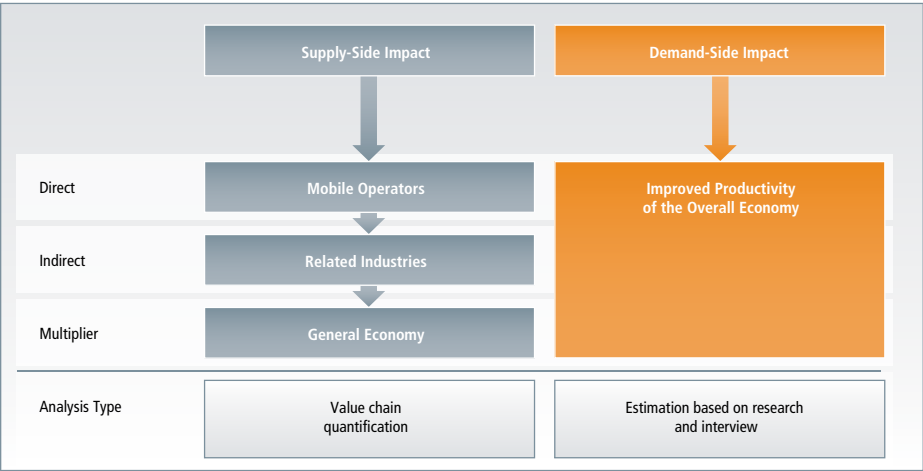 Supply-Side Impact
Demand-Side Impact
Direct
Mobile Operators
Improved Productivity
of the Overall Economy
Indirect
Related Industries
Multiplier
General Economy
Analysis Type
Value chain
quantification
Estimation based on research
and interview